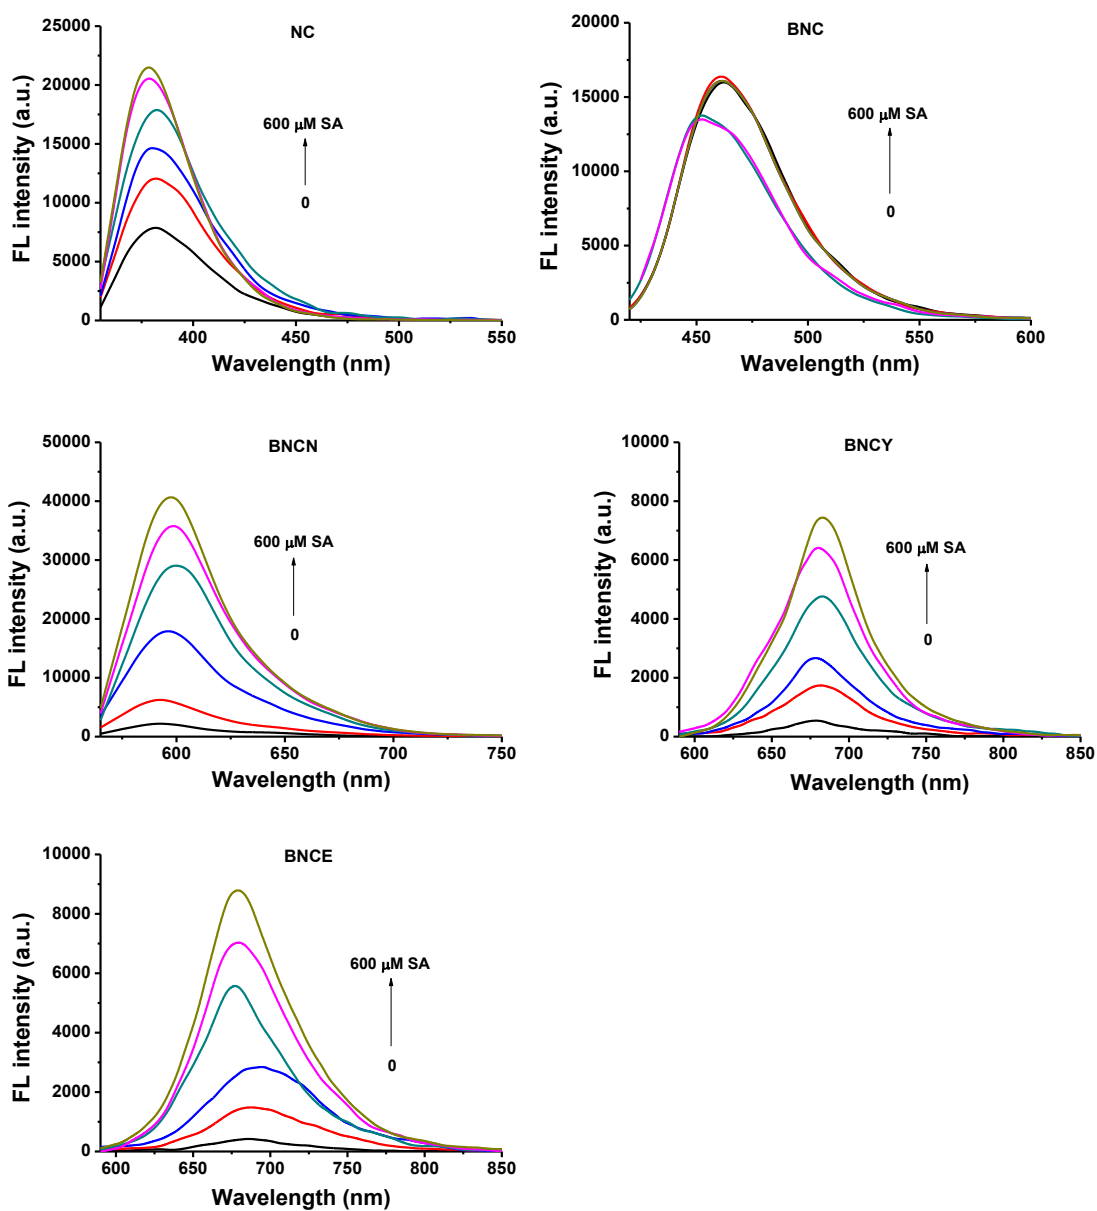 NC
FL intensity (a.u.)
25000
20000
15000
10000
5000
0
600 μM SA
0
400
450
500
550
Wavelength (nm)
BNC
FL intensity (a.u.)
20000
15000
10000
5000
0
600 μM SA
0
450
500
550
600
Wavelength (nm)
BNCN
FL intensity (a.u.)
50000
40000
30000
20000
10000
0
600 μM SA
0
600
650
700
750
Wavelength (nm)
BNCY
FL intensity (a.u.)
10000
8000
6000
4000
2000
0
600 μM SA
0
600
650
700
750
800
850
Wavelength (nm)
BNCE
FL intensity (a.u.)
10000
8000
6000
4000
2000
0
600 μM SA
0
600
650
700
750
800
850
Wavelength (nm)